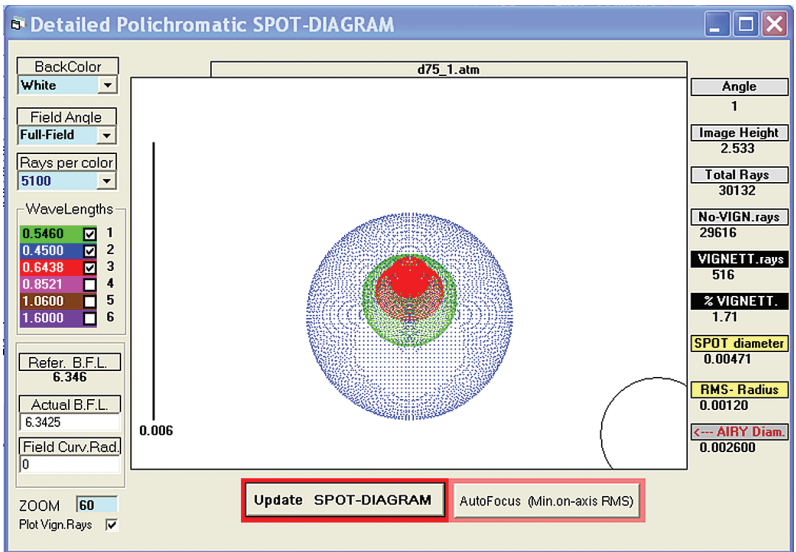 Detailed Polichromatic SPOT-DIAGRAM
BackColor
White
Field Angle
Full-Field
Rays per color
5100
WaveLengths
0.5460 1
0.4500 2
0.6438 3
0.8521 4
1.0600 5
1.6000 6
Refer. B.F.L.
6.346
Actual B.F.L.
6.3425
Field Curv.Rad.
0
ZOOM 60
Plot Vign.Rays
d75_1.atm
0.006
Update SPOT-DIAGRAM
AutoFocus (Min.on-axis RMS)
Angle
1
Image Height
2.533
Total Rays
30132
No-VIGN.rays
29616
VIGNETT.rays
516
% VIGNETT.
1.71
SPOT diameter
0.00471
RMS- Radius
0.00120
<--- AIRY Diam.
0.002600